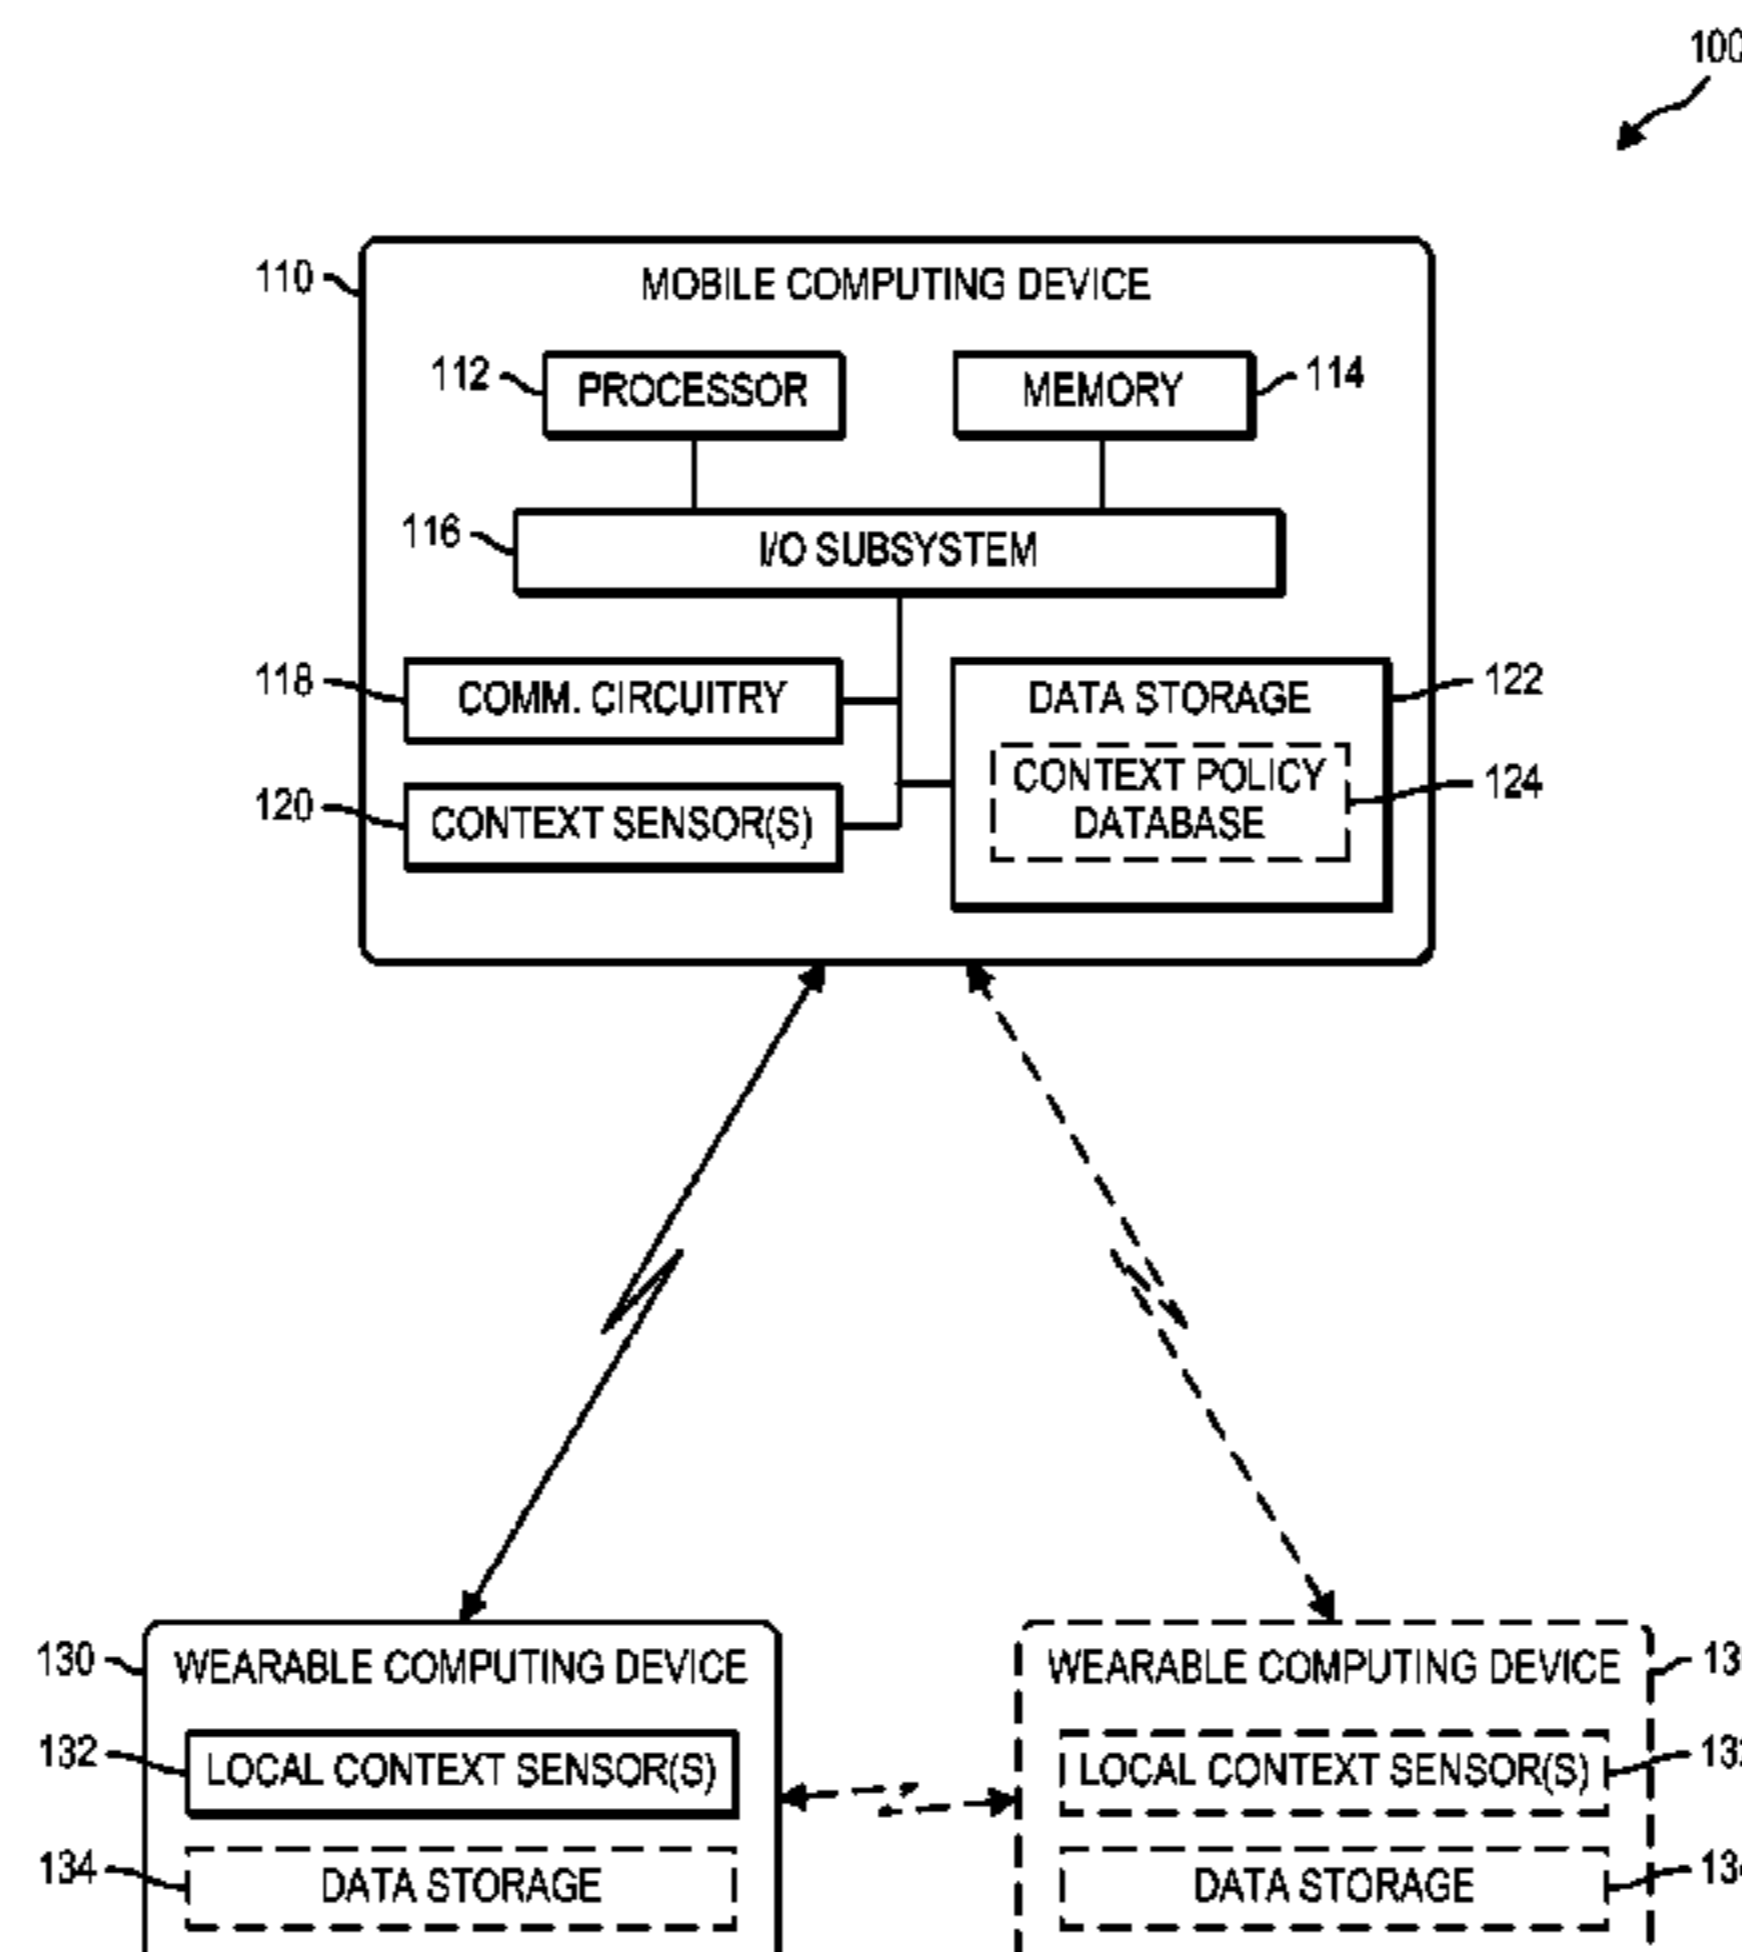 100
110
MOBILE COMPUTING DEVICE
112
PROCESSOR
MEMORY
114
116
I/O SUBSYSTEM
118
COMM. CIRCUITRY
DATA STORAGE
122
CONTEXT POLICY
DATABASE
124
120
CONTEXT SENSOR(S)
130
WEARABLE COMPUTING DEVICE
WEARABLE COMPUTING DEVICE
132
LOCAL CONTEXT SENSOR(S)
LOCAL CONTEXT SENSOR(S)
134
DATA STORAGE
DATA STORAGE